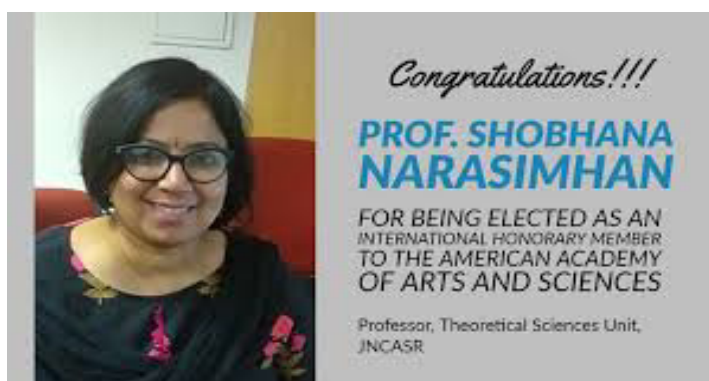 Congratulations!!!
PROF. SHOBHANA
NARASIMHAN
FOR BEING ELECTED AS AN
INTERNATIONAL HONORARY MEMBER
TO THE AMERICAN ACADEMY
OF ARTS AND SCIENCES
Professor, Theoretical Sciences Unit,
JNCASR